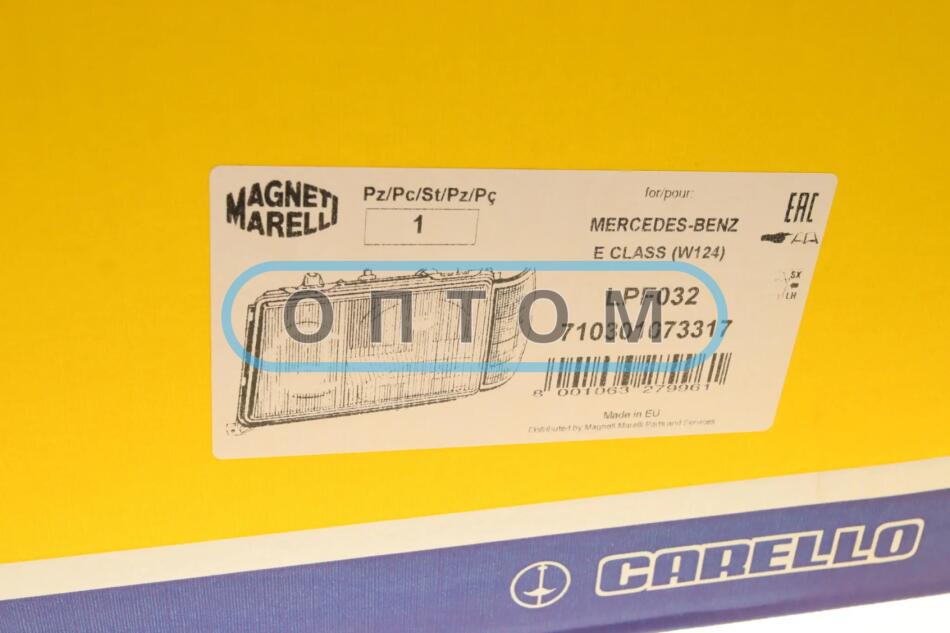 MAGNETI
MARELLI
Pz/Pc/St/Pz/Pç
1
for/pour:
MERCEDES-BENZ
E CLASS (W124)
LPF032
710301073317
8 001063 279961
Made in EU
Distributed by Magneti Marelli Parts and Services
EAC
SX
LH
ОПТОМ
CARELLO